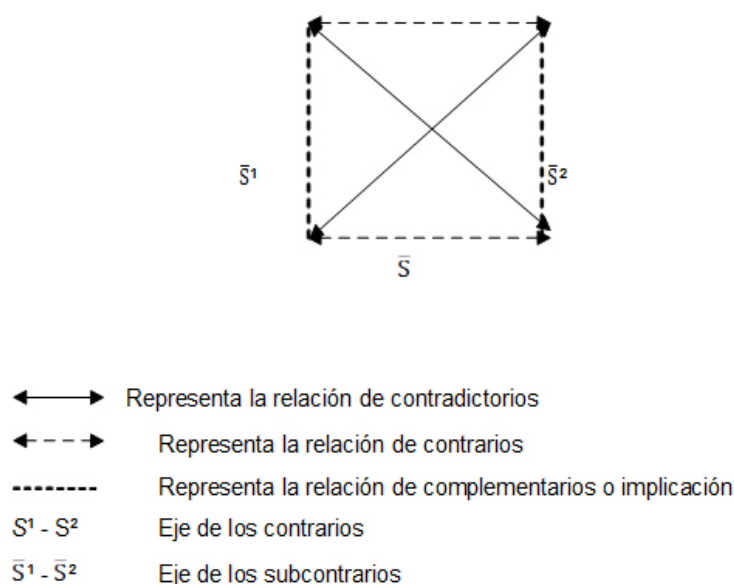 S̄¹ S̄²
S̄
Representa la relación de contradictorios
Representa la relación de contrarios
Representa la relación de complementarios o implicación
S¹ - S² Eje de los contrarios
S̄¹ - S̄² Eje de los subcontrarios